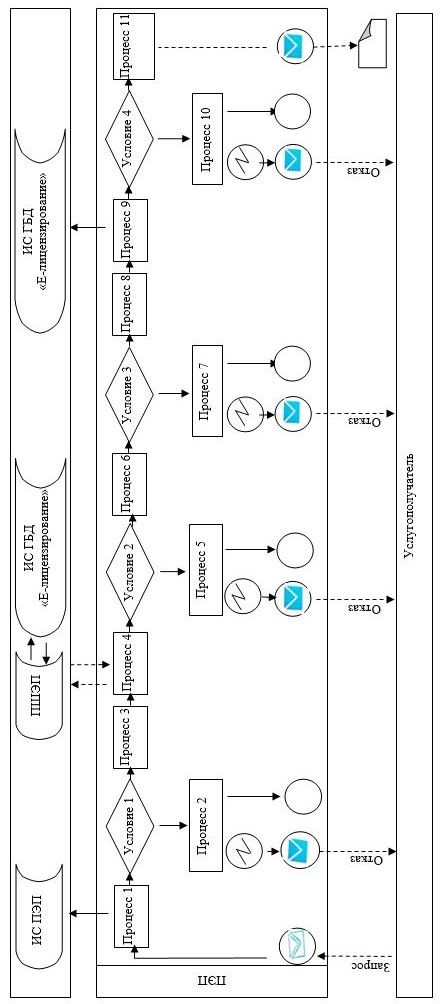 ИС ПЭП
ПШЭП
ИС ГБД
«Е-лицензирование»
ИС ГБД
«Е-лицензирование»
ПЭП
Процесс 1
Условие 1
Процесс 2
Процесс 3
Процесс 4
Условие 2
Процесс 5
Процесс 6
Условие 3
Процесс 7
Процесс 8
Процесс 9
Условие 4
Процесс 10
Процесс 11
Запрос
Отказ
Отказ
Отказ
Отказ
Услугополучатель